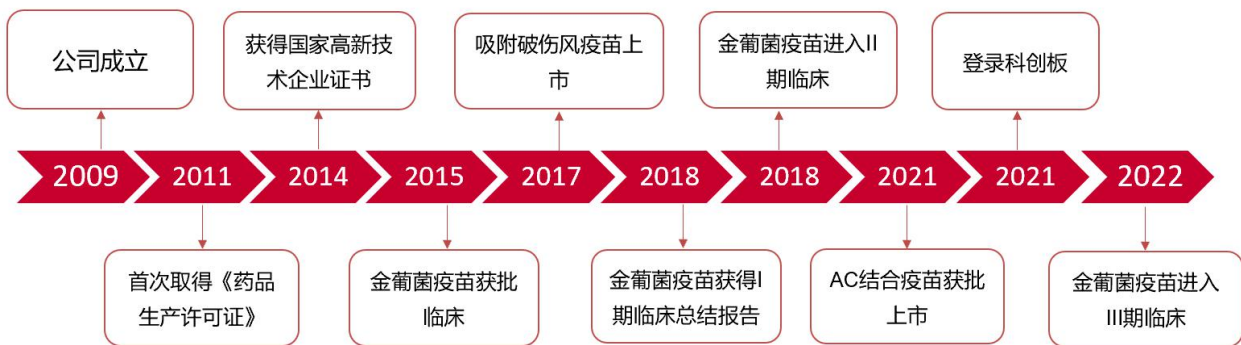 公司成立
获得国家高新技
术企业证书
吸附破伤风疫苗上
市
金葡菌疫苗进入II
期临床
登录科创板
2009
2011
2014
2015
2017
2018
2018
2021
2021
2022
首次取得《药品
生产许可证》
金葡菌疫苗获批
临床
金葡菌疫苗获得I
期临床总结报告
AC结合疫苗获批
上市
金葡菌疫苗进入
III期临床